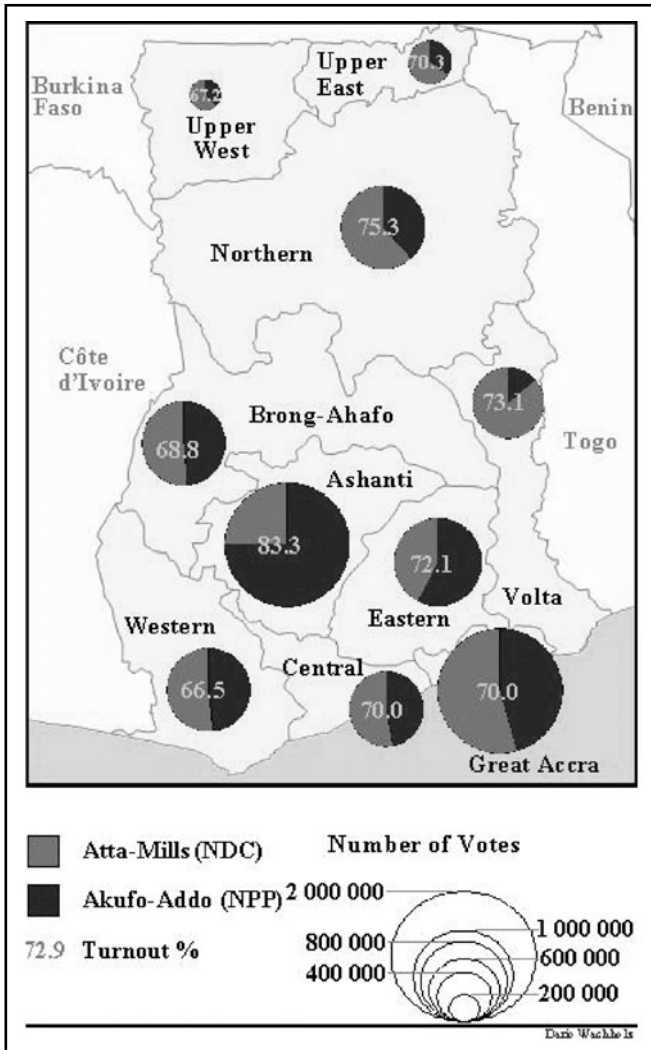 Upper
East
70.3
Burkina
Faso
67.2
Benin
Upper
West
75.3
Northern
Côte
d'Ivoire
73.1
Brong-Ahafo
68.8
Togo
Ashanti
83.3
72.1
Volta
Eastern
Western
Central
66.5
70.0
70.0
Great Accra
Atta-Mills (NDC)
Number of Votes
Akufo-Addo (NPP)
2 000 000
1 000 000
800 000
600 000
72.9 Turnout %
400 000
200 000
Dario Wachholz